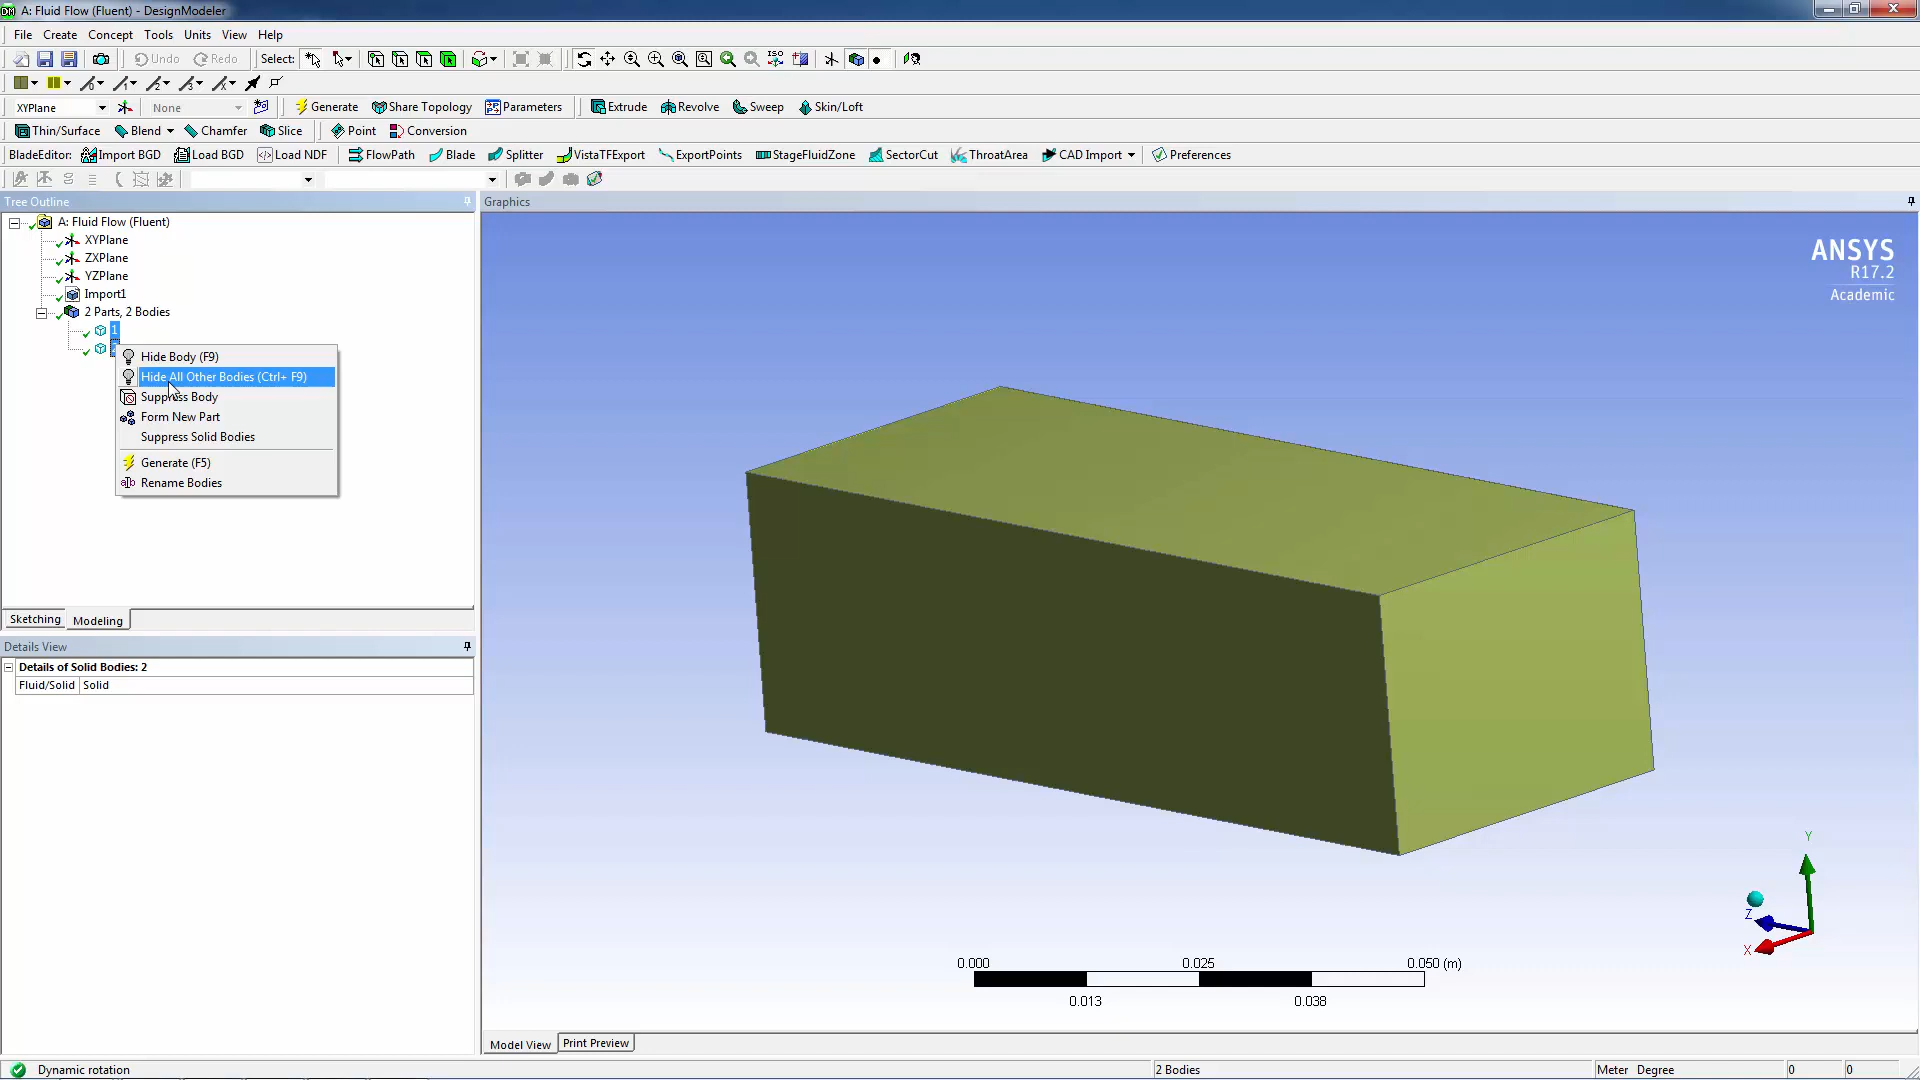 A: Fluid Flow (Fluent) - DesignModeler
File Create Concept Tools Units View Help
Undo Redo Select:
XYPlane None Generate Share Topology Parameters Extrude Revolve Sweep Skin/Loft
Thin/Surface Blend Chamfer Slice Point Conversion
BladeEditor: Import BGD Load BGD Load NDF FlowPath Blade Splitter VistaTFExport ExportPoints StageFluidZone SectorCut ThroatArea CAD Import Preferences
Tree Outline
Graphics
A: Fluid Flow (Fluent)
XYPlane
ZXPlane
YZPlane
Import1
2 Parts, 2 Bodies
1
Hide Body (F9)
Hide All Other Bodies (Ctrl+ F9)
Suppress Body
Form New Part
Suppress Solid Bodies
Generate (F5)
Rename Bodies
ANSYS
R17.2
Academic
Sketching Modeling
Details View
Details of Solid Bodies: 2
Fluid/Solid Solid
Y
Z
X
0.000 0.025 0.050 (m)
0.013 0.038
Model View Print Preview
Dynamic rotation 2 Bodies Meter Degree 0 0